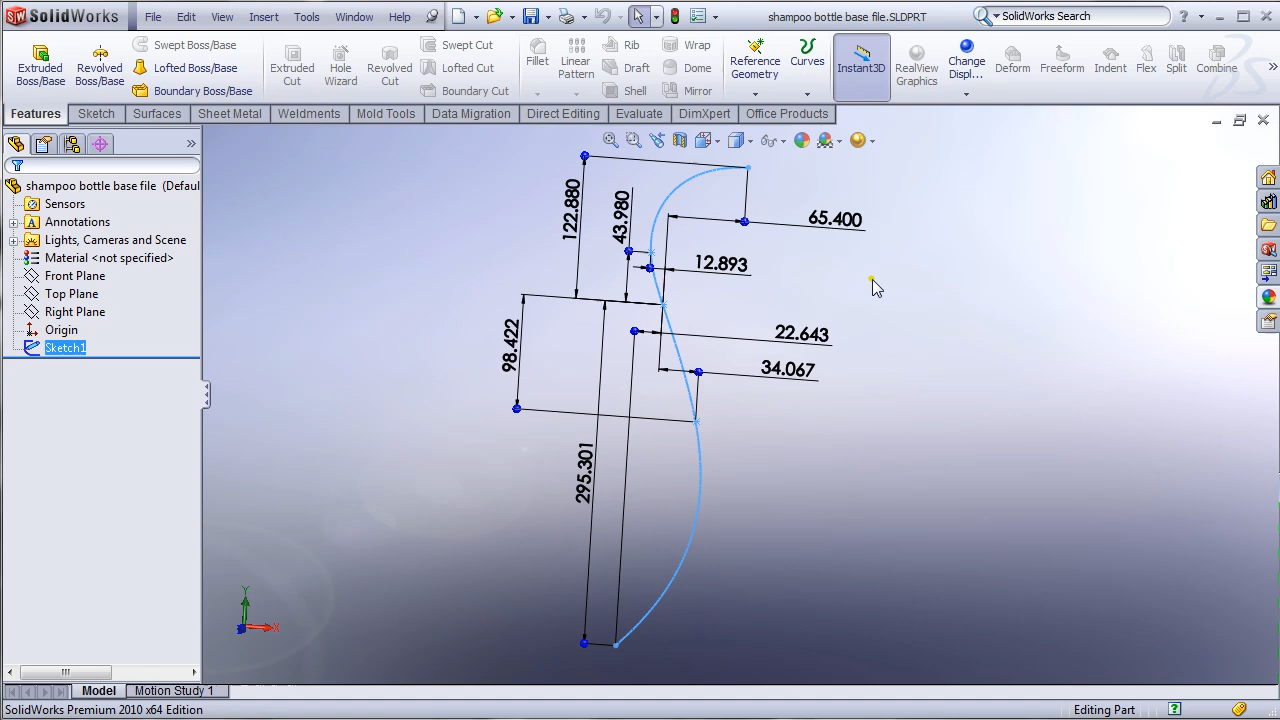 SolidWorks File Edit View Insert Tools Window Help shampoo bottle base file.SLDPRT SolidWorks Search
Extruded Boss/Base
Revolved Boss/Base
Swept Boss/Base
Lofted Boss/Base
Boundary Boss/Base
Extruded Cut
Hole Wizard
Revolved Cut
Swept Cut
Lofted Cut
Boundary Cut
Fillet
Linear Pattern
Rib
Draft
Shell
Wrap
Dome
Mirror
Reference Geometry
Curves
Instant3D
RealView Graphics
Change Displ...
Deform
Freeform
Indent
Flex
Split
Combine
Features Sketch Surfaces Sheet Metal Weldments Mold Tools Data Migration Direct Editing Evaluate DimXpert Office Products
shampoo bottle base file (Defaul
Sensors
Annotations
Lights, Cameras and Scene
Material <not specified>
Front Plane
Top Plane
Right Plane
Origin
Sketch1
122.880
43.980
65.400
12.893
98.422
22.643
34.067
295.301
Y
X
Model Motion Study 1
SolidWorks Premium 2010 x64 Edition Editing Part